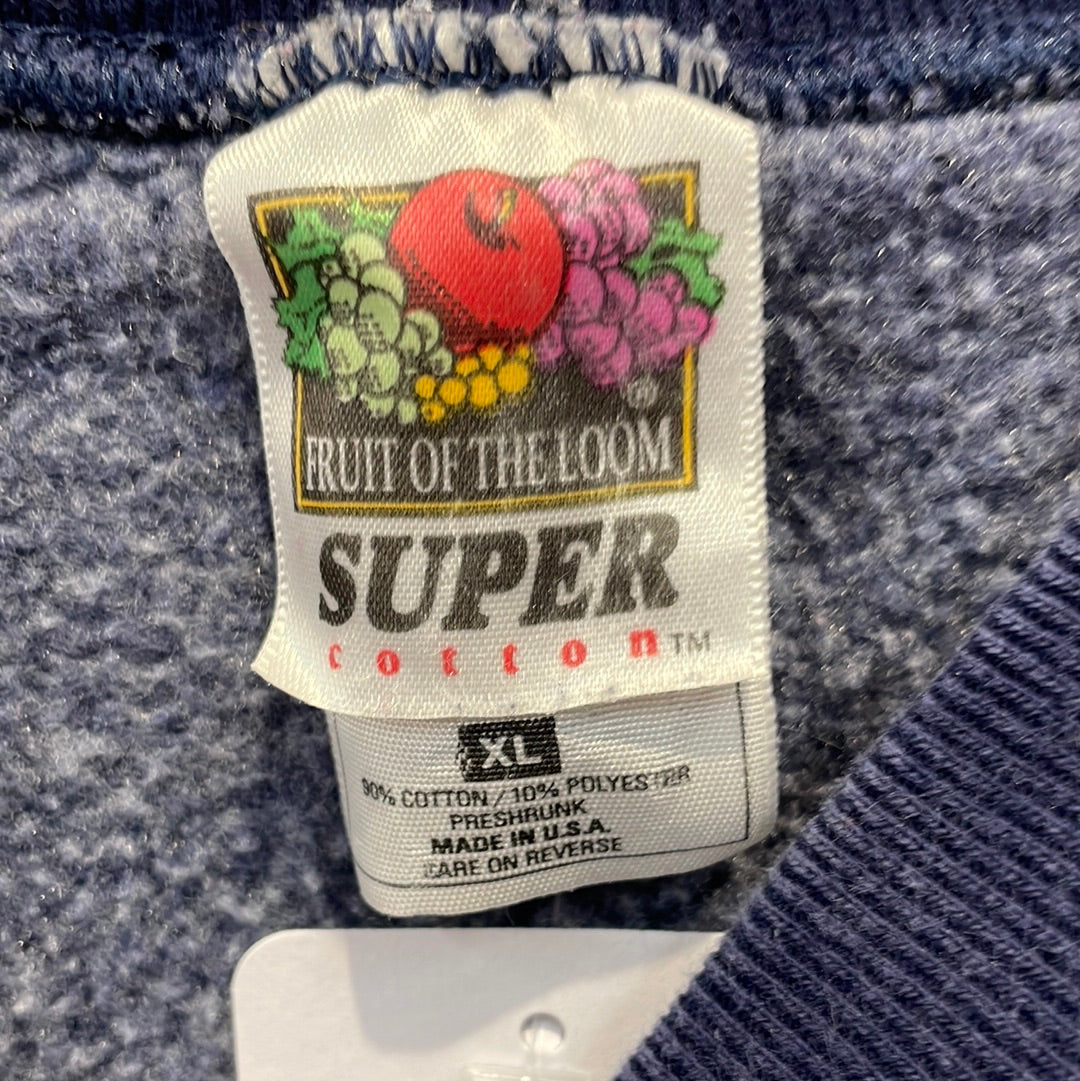 FRUIT OF THE LOOM
SUPER
cotton™
XL
90% COTTON / 10% POLYESTER
PRESHRUNK
MADE IN U.S.A.
CARE ON REVERSE